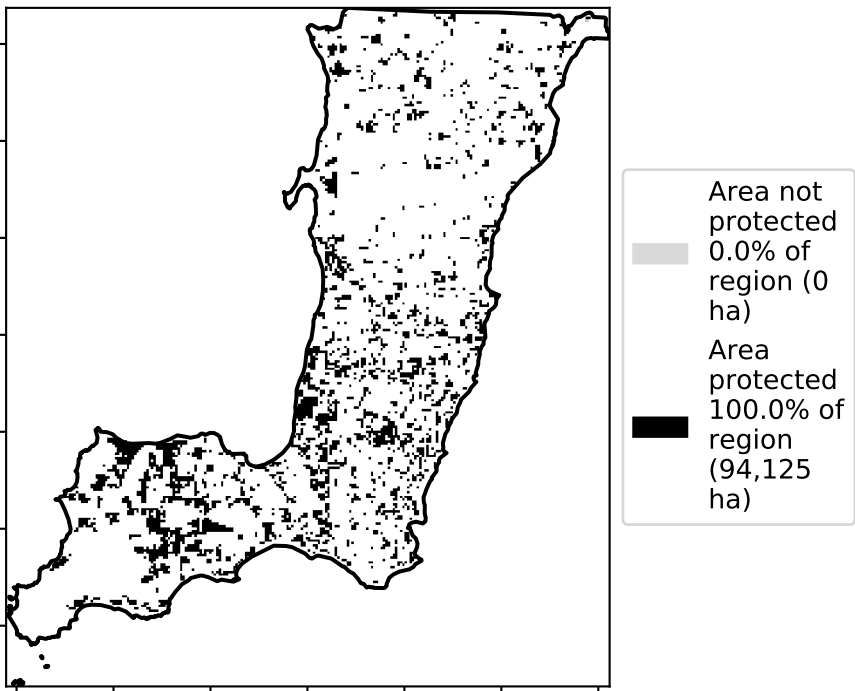 Area not
protected
0.0% of
region (0
ha)
Area
protected
100.0% of
region
(94,125
ha)